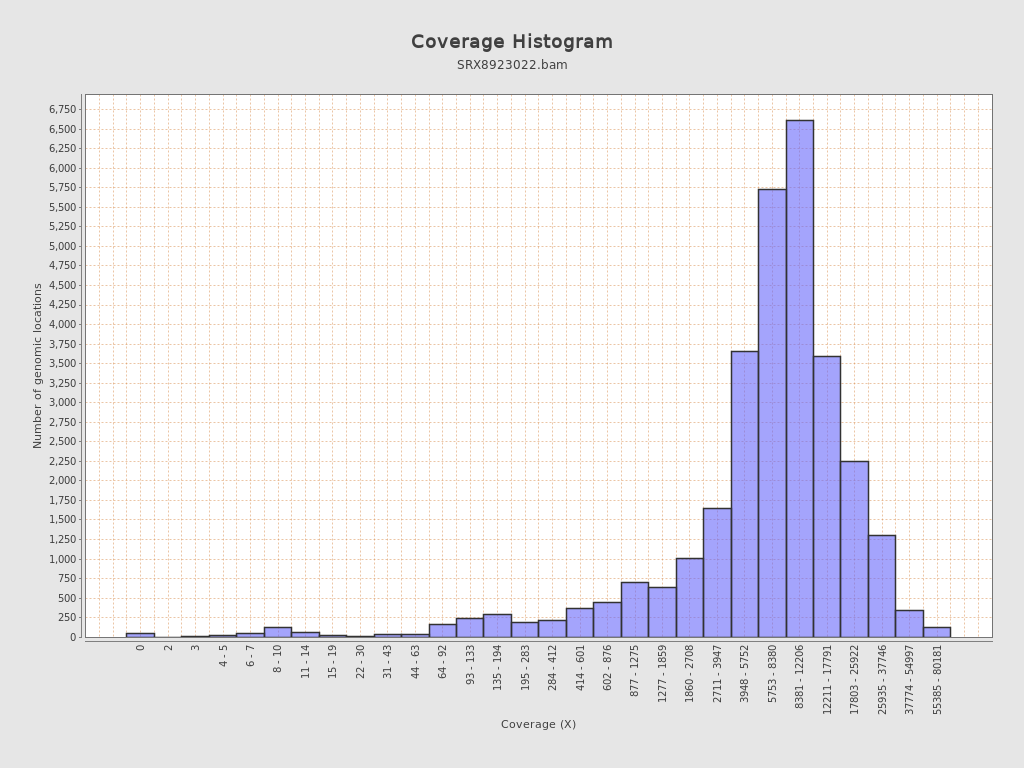 Coverage Histogram
SRX8923022.bam
Number of genomic locations
6,750
6,500
6,250
6,000
5,750
5,500
5,250
5,000
4,750
4,500
4,250
4,000
3,750
3,500
3,250
3,000
2,750
2,500
2,250
2,000
1,750
1,500
1,250
1,000
750
500
250
0
0
2
3
4 - 5
6 - 7
8 - 10
11 - 14
15 - 19
22 - 30
31 - 43
44 - 63
64 - 92
93 - 133
135 - 194
195 - 283
284 - 412
414 - 601
602 - 876
877 - 1275
1277 - 1859
1860 - 2708
2711 - 3947
3948 - 5752
5753 - 8380
8381 - 12206
12211 - 17791
17803 - 25922
25935 - 37746
37774 - 54997
55385 - 80181
Coverage (X)